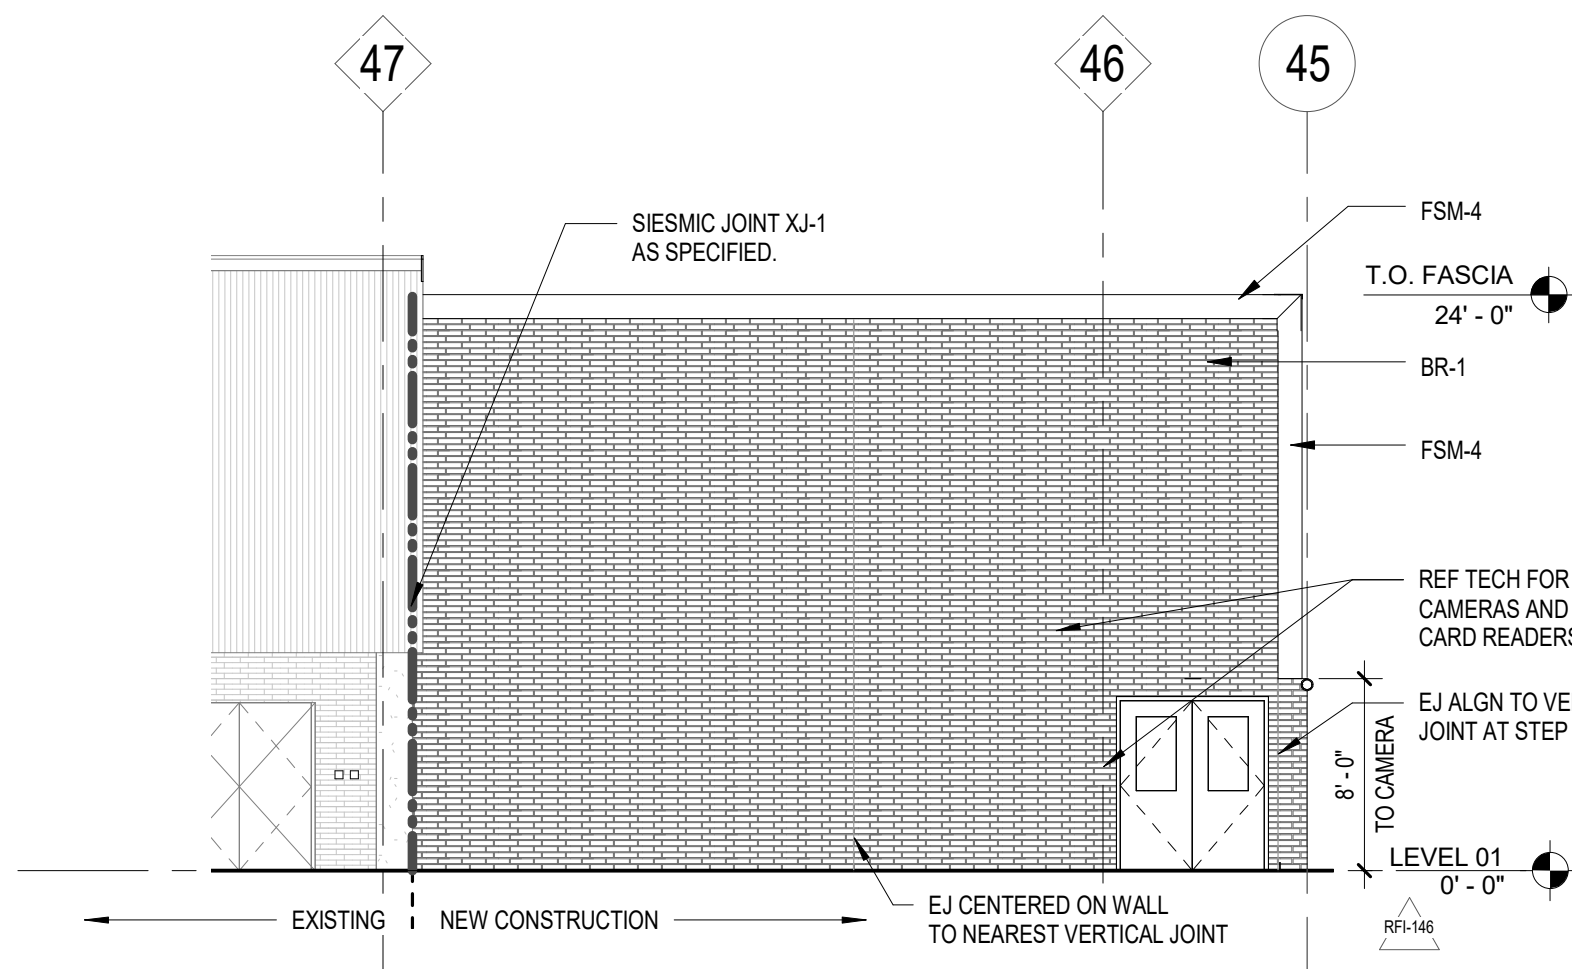 47
46
45
SIESMIC JOINT XJ-1
AS SPECIFIED.
FSM-4
T.O. FASCIA
24' - 0"
BR-1
FSM-4
REF TECH FOR
CAMERAS AND
CARD READERS
EJ ALGN TO
JOINT AT STEP
8' - 0"
TO CAMERA
LEVEL 01
0' - 0"
EXISTING
NEW CONSTRUCTION
EJ CENTERED ON WALL
TO NEAREST VERTICAL JOINT
RFI-146